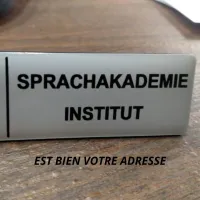 SPRACHAKADEMIE
INSTITUT
EST BIEN VOTRE ADRESSE